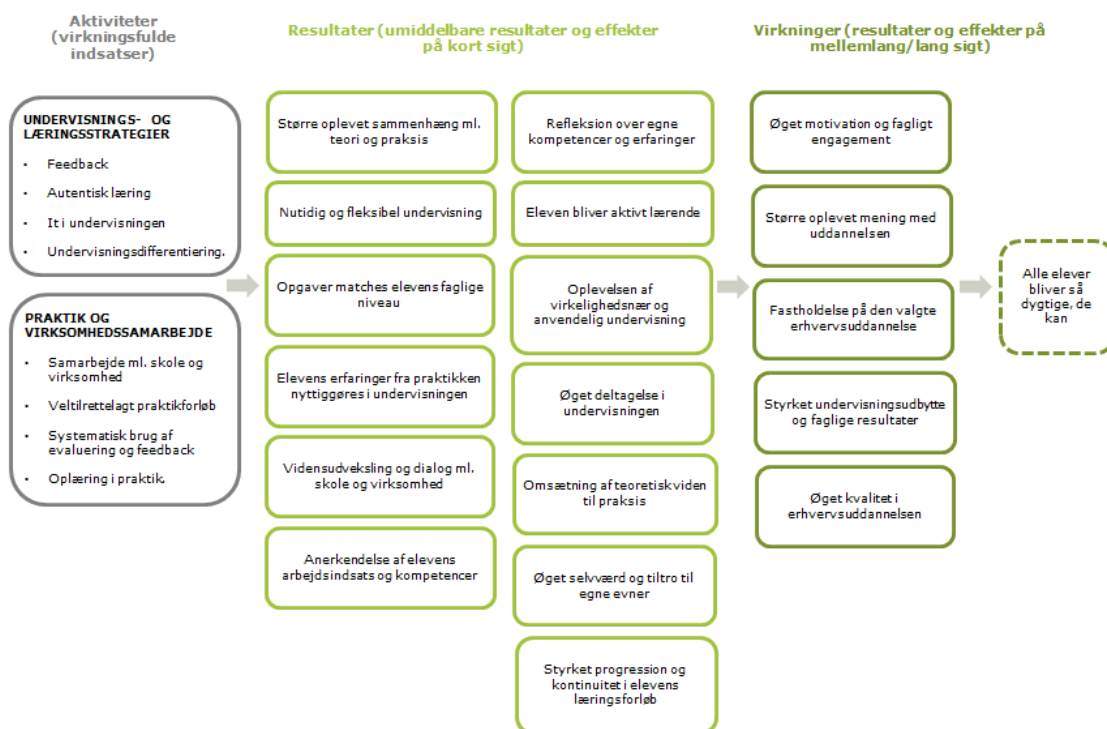 Aktiviteter
(virkningsfulde
indsatser)
Resultater (umiddelbare resultater og effekter
på kort sigt)
Virkninger (resultater og effekter på
mellemlang/lang sigt)
UNDERVISNINGS- OG
LÆRINGSSTRATEGIER
• Feedback
• Autentisk læring
• It i undervisningen
• Undervisningsdifferentiering.
PRAKTIK OG
VIRKSOMHEDSSAMARBEJDE
• Samarbejde ml. skole og
virksomhed
• Veltilrettelagt praktikforløb
• Systematisk brug af
evaluering og feedback
• Oplæring i praktik.
Større oplevet sammenhæng ml.
teori og praksis
Nutidig og fleksibel undervisning
Opgaver matches elevens faglige
niveau
Elevens erfaringer fra praktikken
nyttiggøres i undervisningen
Vidensudveksling og dialog ml.
skole og virksomhed
Anerkendelse af elevens
arbejdsindsats og kompetencer
Refleksion over egne
kompetencer og erfaringer
Eleven bliver aktivt lærende
Oplevelsen af
virkelighedsnær og
anvendelig undervisning
Øget deltagelse i
undervisningen
Omsætning af teoretisk viden
til praksis
Øget selvværd og tiltro til
egne evner
Styrket progression og
kontinuitet i elevens
læringsforløb
Øget motivation og fagligt
engagement
Større oplevet mening med
uddannelsen
Fastholdelse på den valgte
erhvervsuddannelse
Styrket undervisningsudbytte
og faglige resultater
Øget kvalitet i
erhvervsuddannelsen
Alle elever
bliver så
dygtige, de
kan